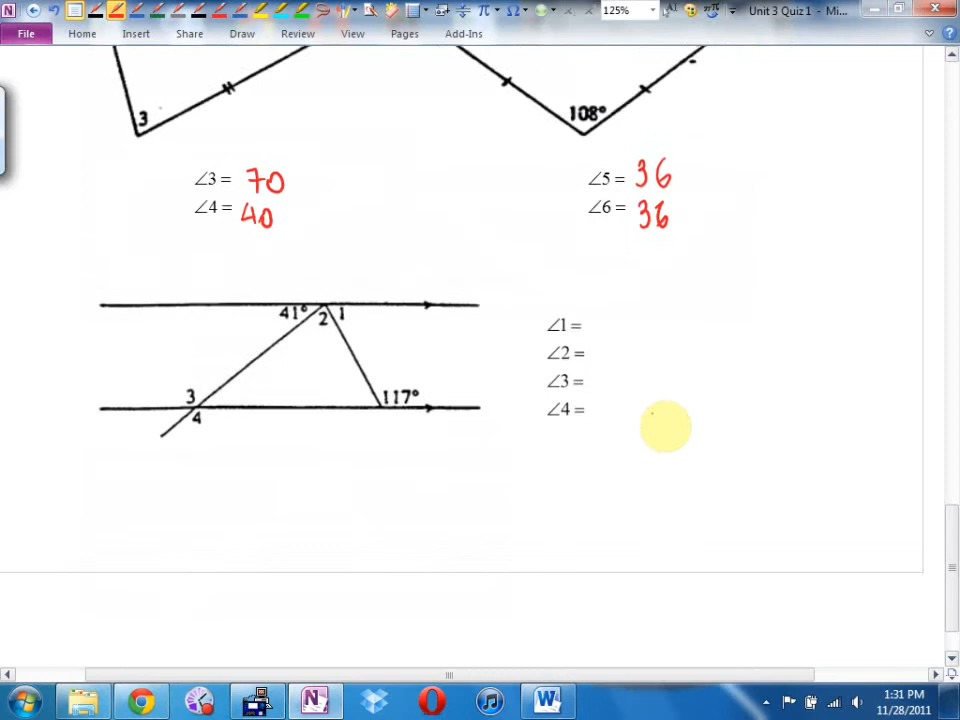 125%
Unit 3 Quiz 1 - Mi...
File Home Insert Share Draw Review View Pages Add-Ins
3
108°
∠3 = 70
∠4 = 40
∠5 = 36
∠6 = 36
41° 2 1
3 117°
4
∠1 =
∠2 =
∠3 =
∠4 =
1:31 PM
11/28/2011